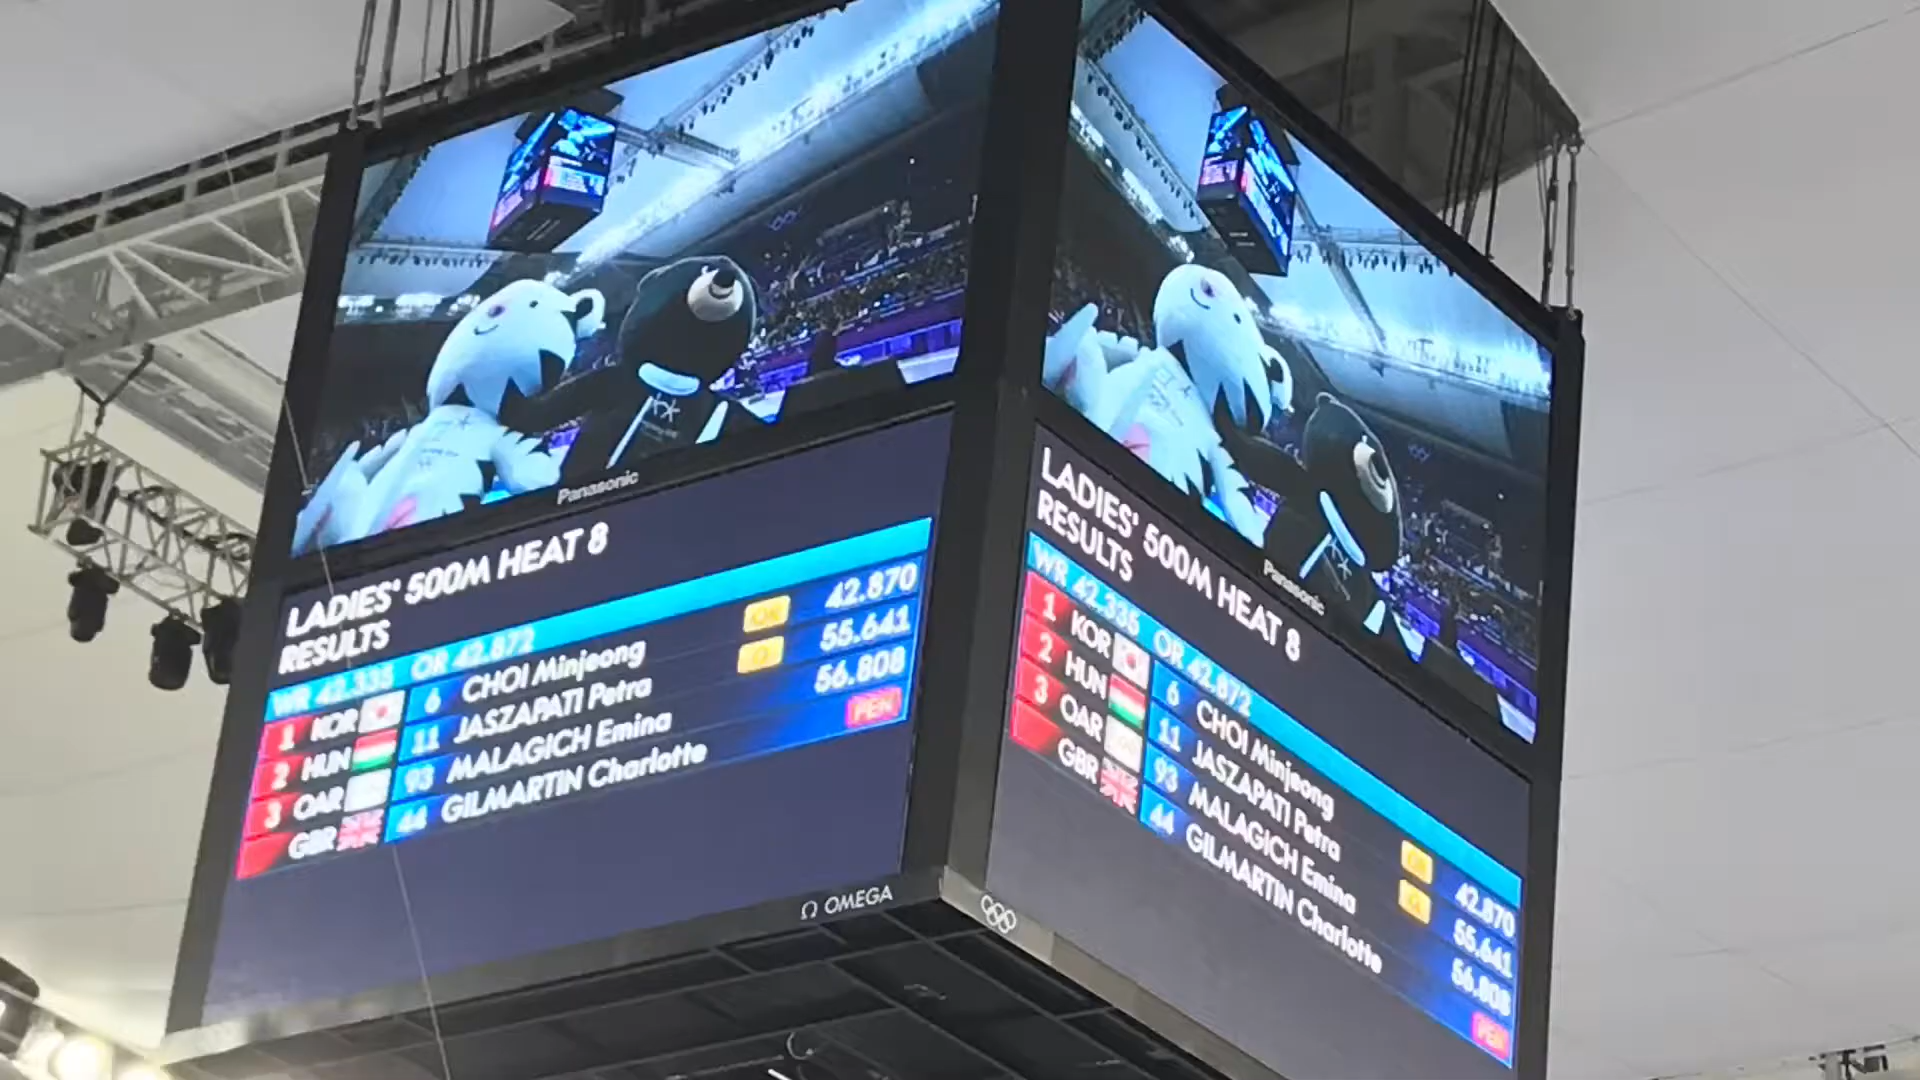 Panasonic
LADIES' 500M HEAT 8
RESULTS
WR 42.335 OR 42.872
1 KOR 6 CHOI Minjeong 42.870
2 HUN 11 JASZAPATI Petra 55.641
3 OAR 93 MALAGICH Emina 56.808
GBR 44 GILMARTIN Charlotte PEN
Ω OMEGA
Panasonic
LADIES' 500M HEAT 8
RESULTS
WR 42.335 OR 42.872
1 KOR 6 CHOI Minjeong 42.870
2 HUN 11 JASZAPATI Petra 55.641
3 OAR 93 MALAGICH Emina 56.808
GBR 44 GILMARTIN Charlotte PEN